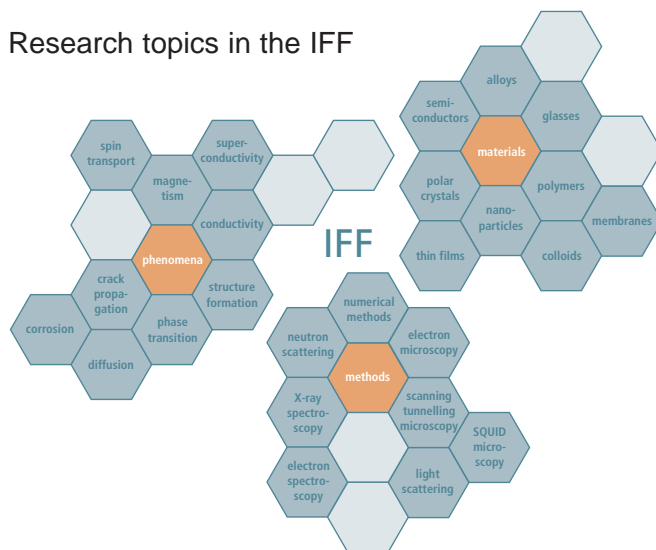 Research topics in the IFF
spin
transport
super-
conductivity
magne-
tism
conductivity
phenomena
crack
propa-
gation
structure
formation
corrosion
phase
transition
diffusion
IFF
alloys
semi-
conductors
glasses
materials
polar
crystals
polymers
nano-
particles
membranes
thin films
colloids
numerical
methods
neutron
scattering
electron
microscopy
methods
X-ray
spectro-
scopy
scanning
tunnelling
microscopy
SQUID
micro-
scopy
electron
spectro-
scopy
light
scattering